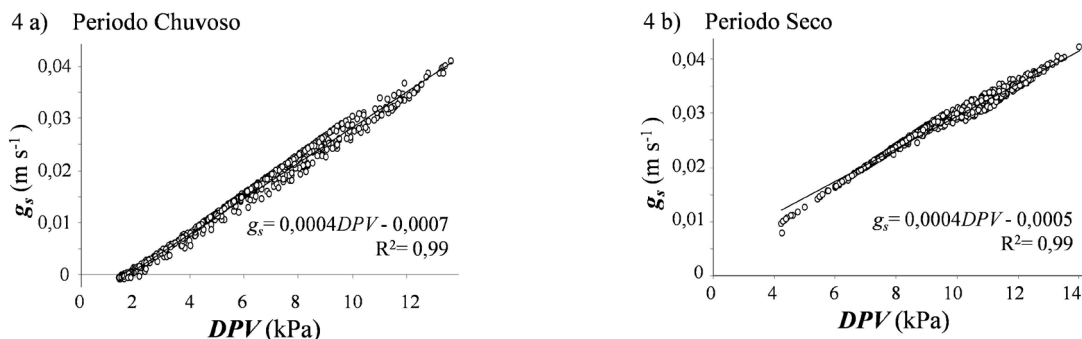 4 a) Periodo Chuvoso
0,04
0,03
0,02
0,01
0
g_s (m s⁻¹)
g_s= 0,0004DPV - 0,0007
R²= 0,99
0 2 4 6 8 10 12
DPV (kPa)
4 b) Periodo Seco
0,04
0,03
0,02
0,01
0
g_s (m s⁻¹)
g_s= 0,0004DPV - 0,0005
R²= 0,99
0 2 4 6 8 10 12 14
DPV (kPa)